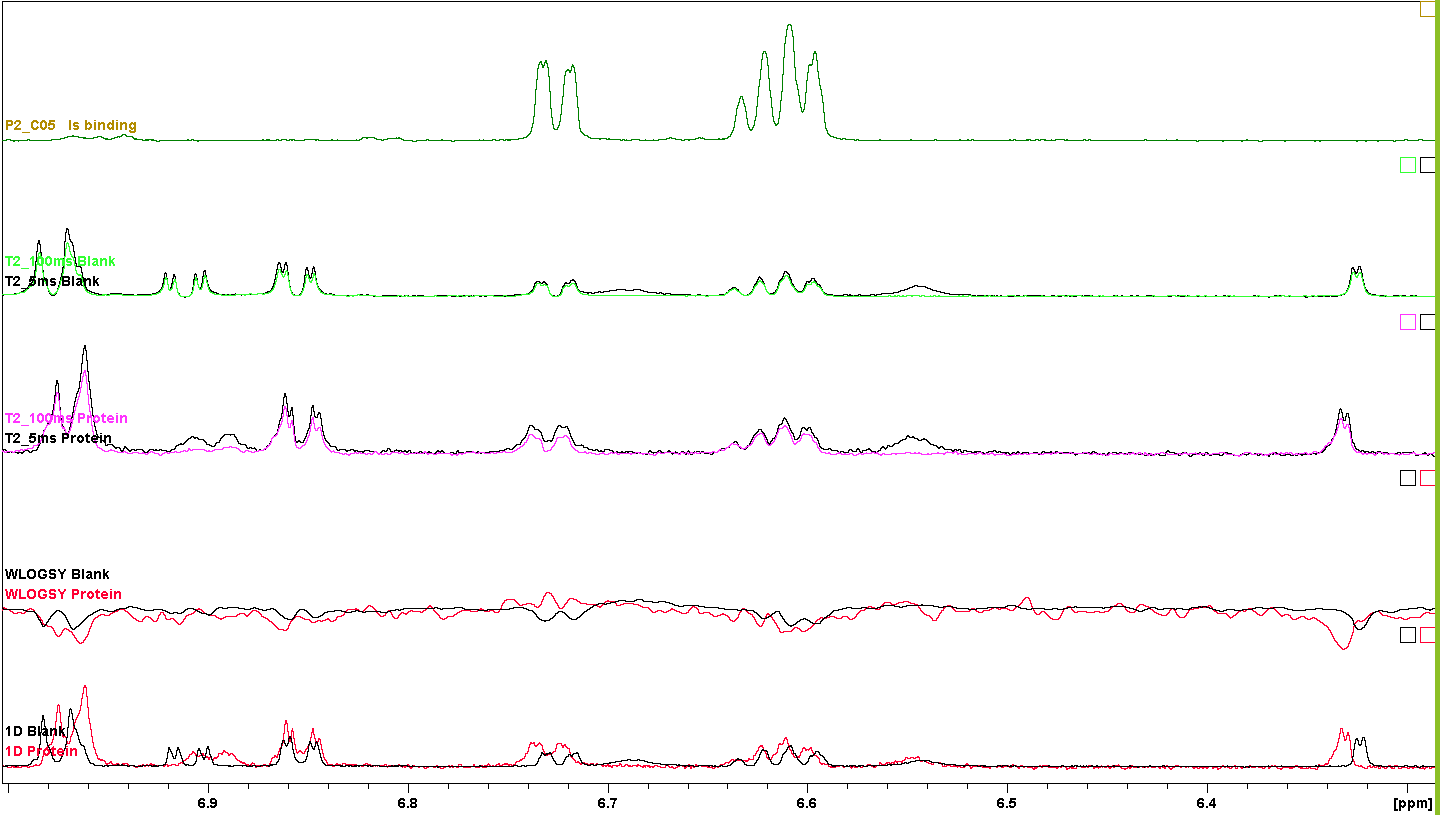 P2_C05 Is binding
T2_100ms Blank
T2_5ms Blank
T2_100ms Protein
T2_5ms Protein
WLOGSY Blank
WLOGSY Protein
1D Blank
1D Protein
6.9 6.8 6.7 6.6 6.5 6.4 [ppm]